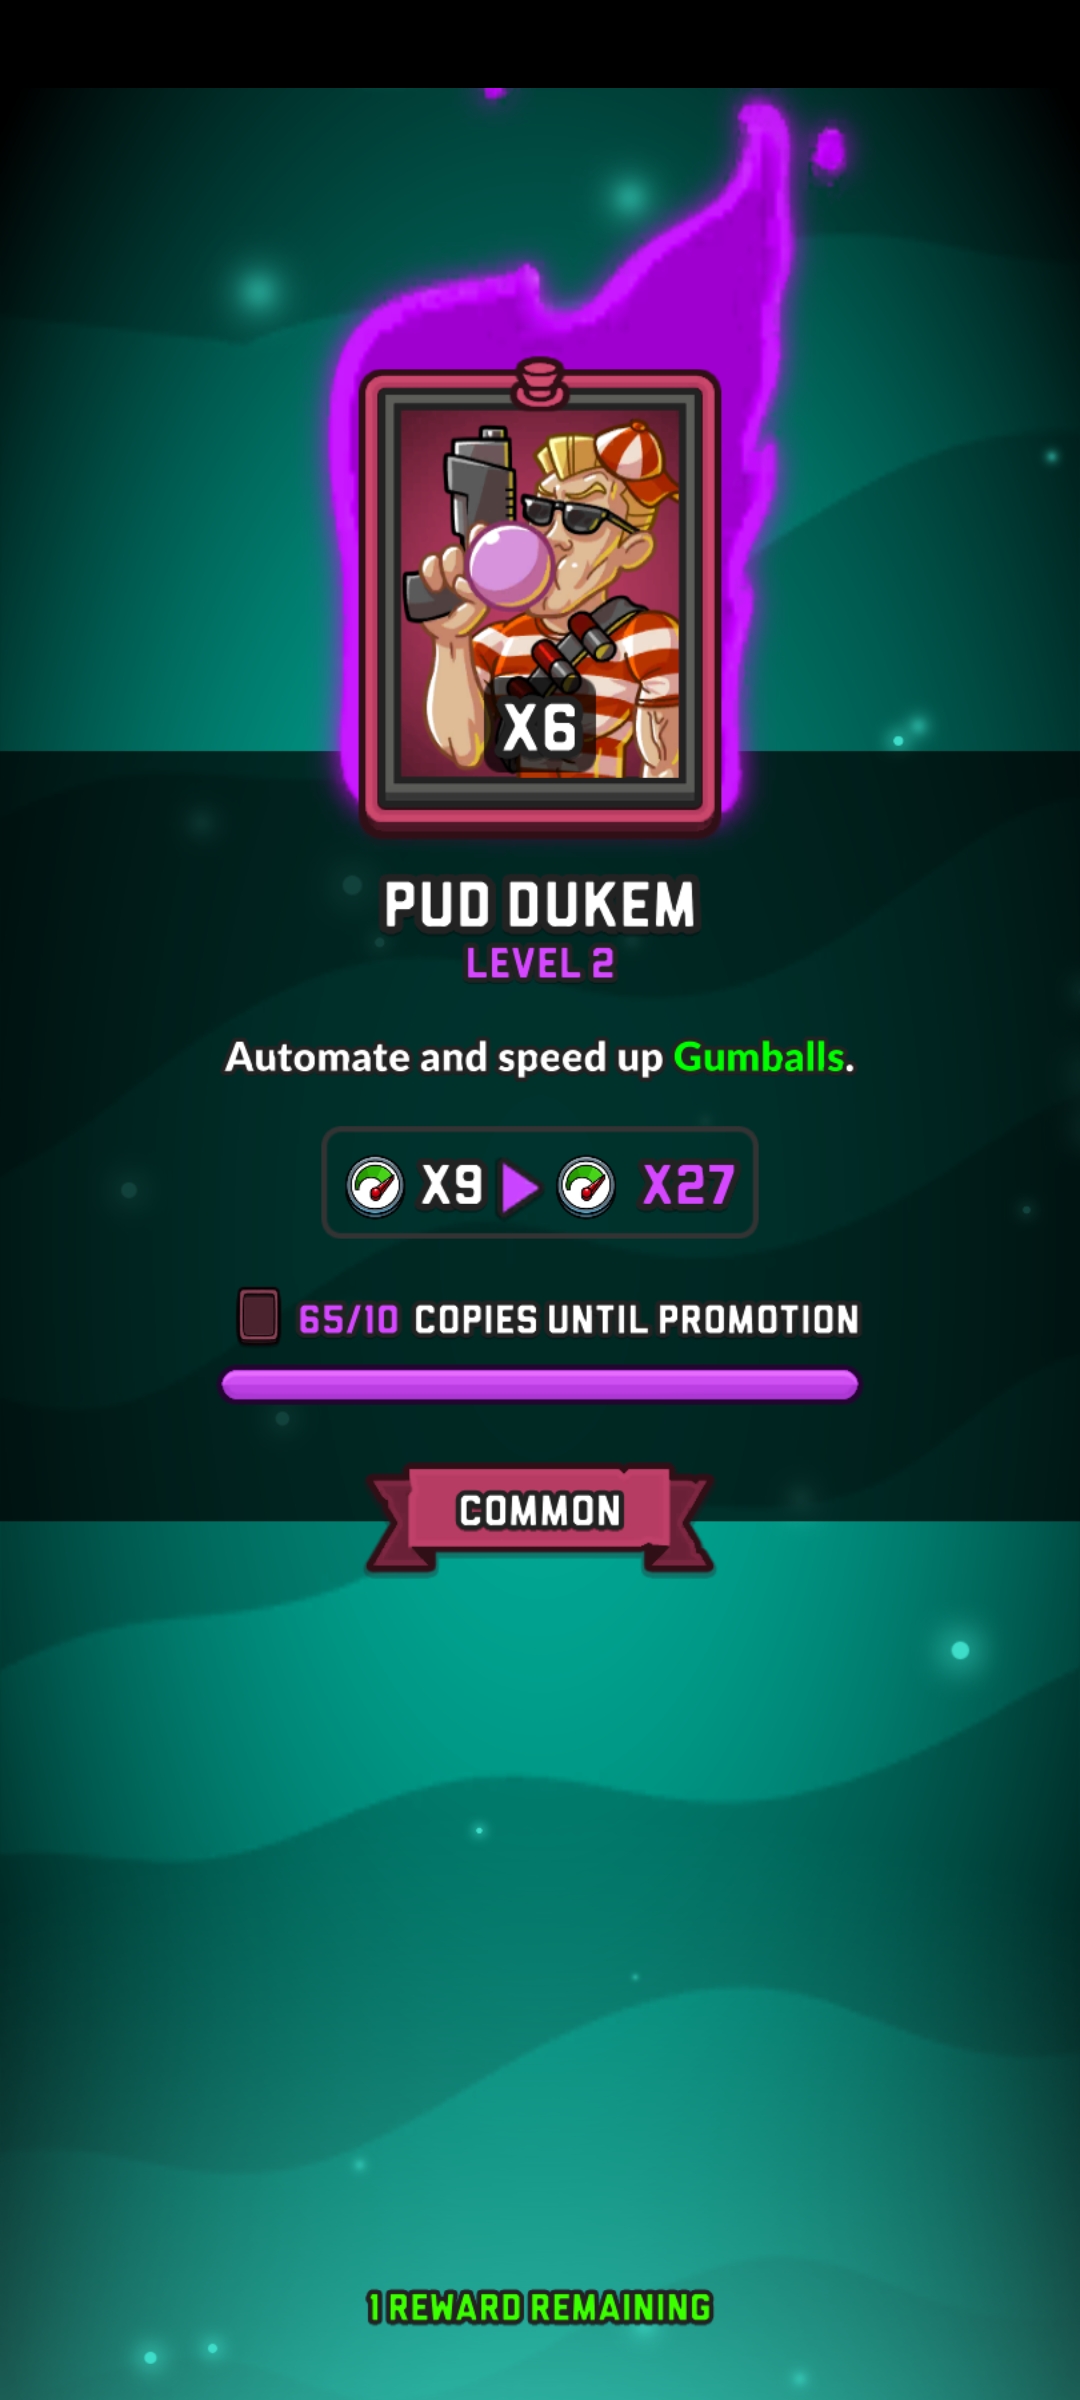 X6
PUD DUKEM
LEVEL 2
Automate and speed up Gumballs.
X9 X27
65/10 COPIES UNTIL PROMOTION
COMMON
1 REWARD REMAINING